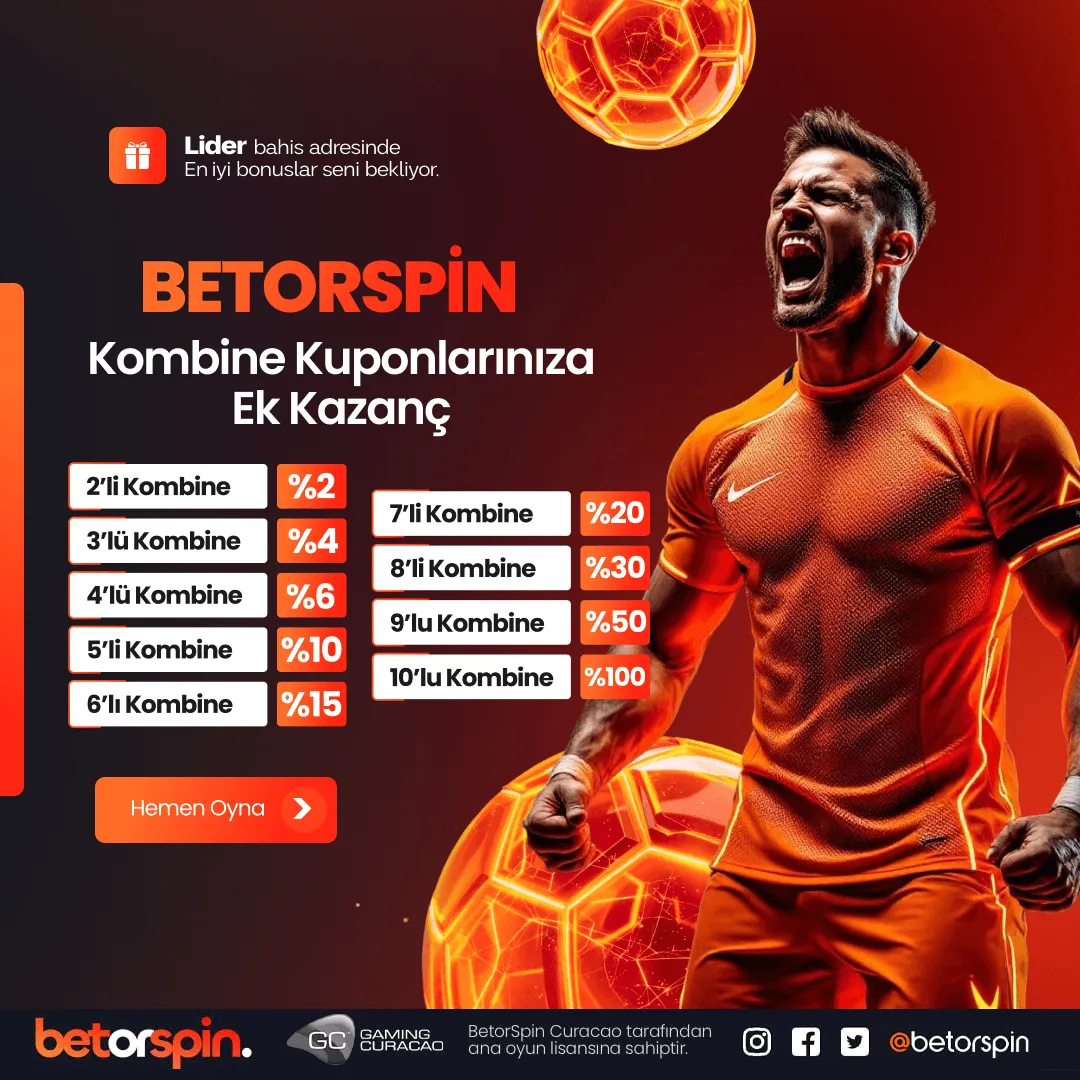 Lider bahis adresinde
En iyi bonuslar seni bekliyor.
BETORSPİN
Kombine Kuponlarınıza
Ek Kazanç
2’li Kombine %2
3’lü Kombine %4
4’lü Kombine %6
5’li Kombine %10
6’lı Kombine %15
7’li Kombine %20
8’li Kombine %30
9’lu Kombine %50
10’lu Kombine %100
Hemen Oyna
betorspin.
GC GAMING
CURACAO
BetorSpin Curacao tarafından
ana oyun lisansına sahiptir.
@betorspin